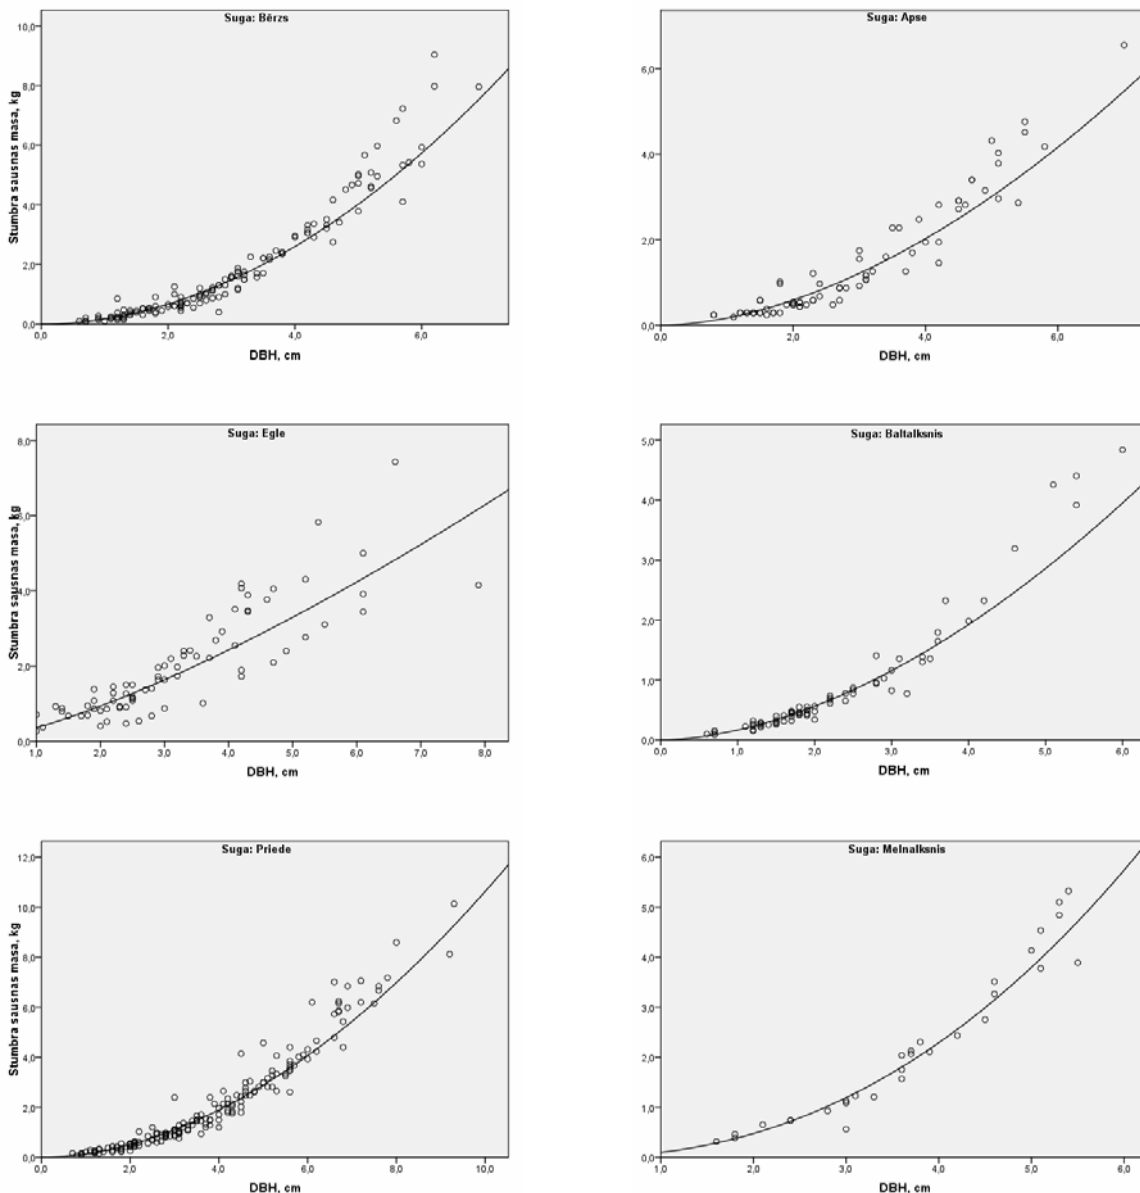 Suga: Bērzs
Stumbra sausnas masa, kg
10,0
8,0
6,0
4,0
2,0
0,0
0,0 2,0 4,0 6,0
DBH, cm
Suga: Apse
6,0
4,0
2,0
0,0
0,0 2,0 4,0 6,0
DBH, cm
Suga: Egle
Stumbra sausnas masa, kg
8,0
6,0
4,0
2,0
0,0
1,0 2,0 3,0 4,0 5,0 6,0 7,0 8,0
DBH, cm
Suga: Baltalksnis
5,0
4,0
3,0
2,0
1,0
0,0
0,0 1,0 2,0 3,0 4,0 5,0 6,0
DBH, cm
Suga: Priede
Stumbra sausnas masa, kg
12,0
10,0
8,0
6,0
4,0
2,0
0,0
0,0 2,0 4,0 6,0 8,0 10,0
DBH, cm
Suga: Melnalksnis
6,0
5,0
4,0
3,0
2,0
1,0
0,0
1,0 2,0 3,0 4,0 5,0 6,0
DBH, cm